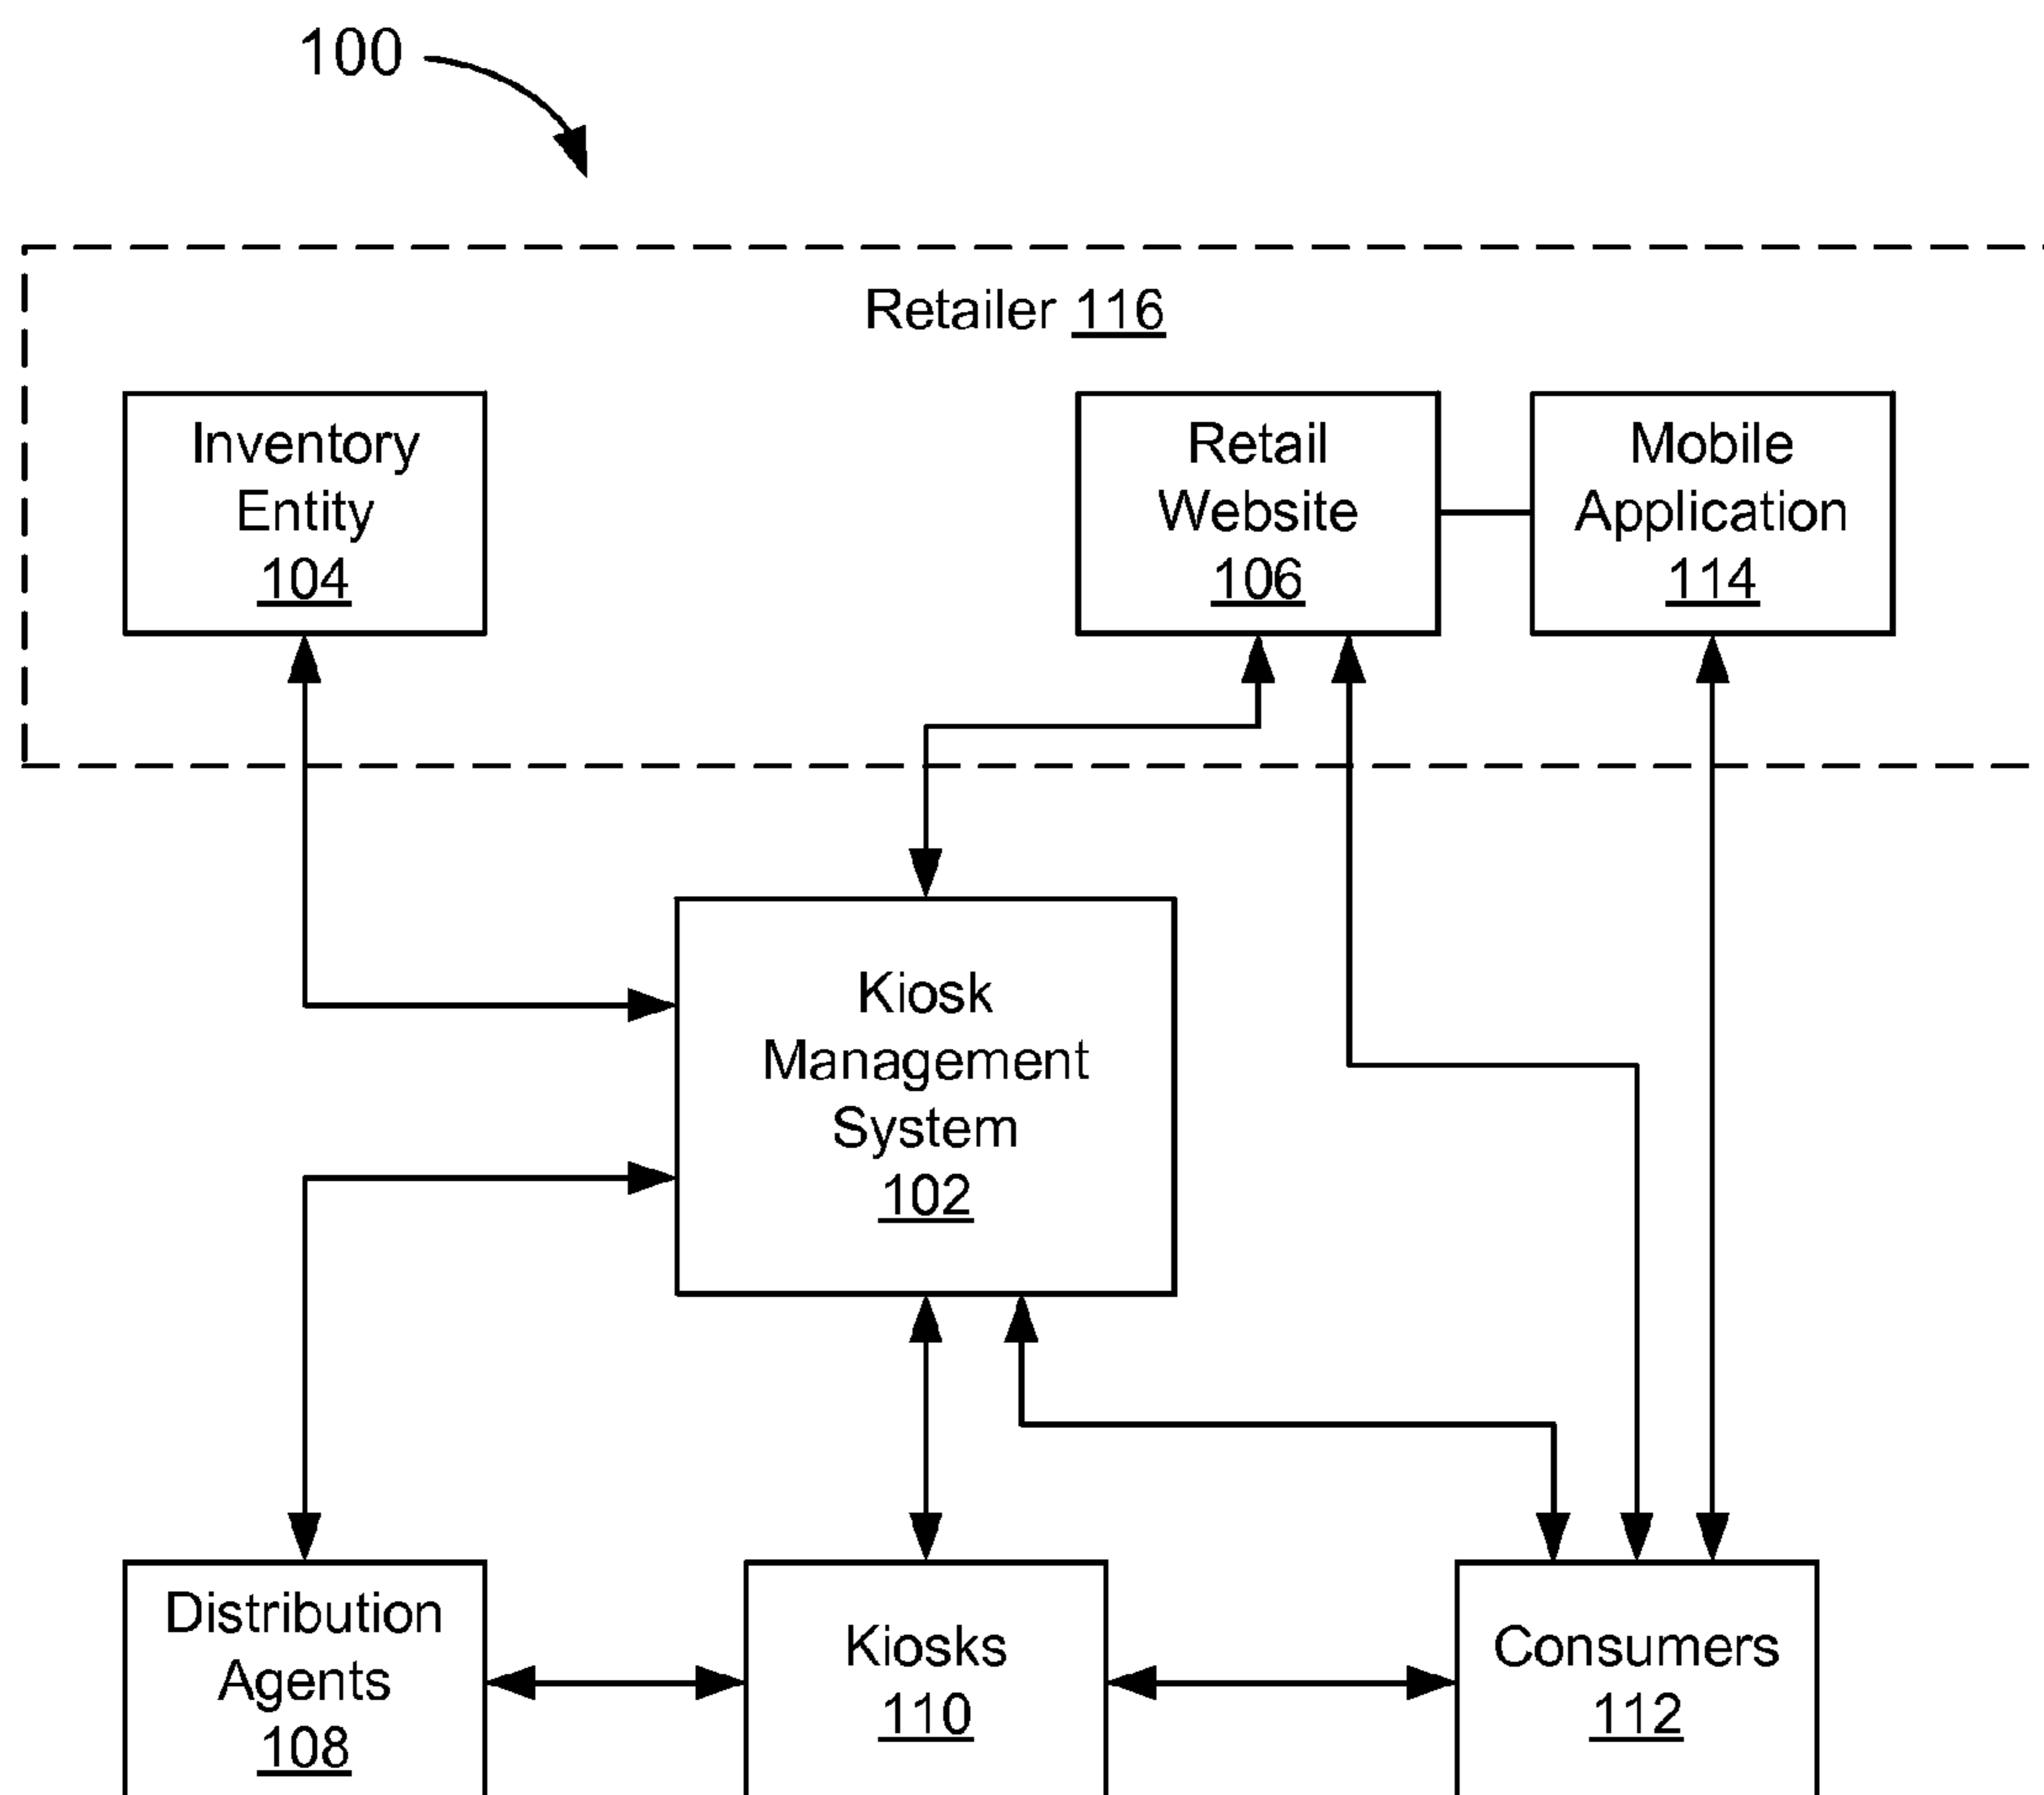 100
Retailer 116
Inventory
Entity
104
Retail
Website
106
Mobile
Application
114
Kiosk
Management
System
102
Distribution
Agents
108
Kiosks
110
Consumers
112